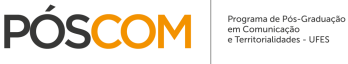 PÓSCOM
Programa de Pós-Graduação
em Comunicação
e Territorialidades - UFES